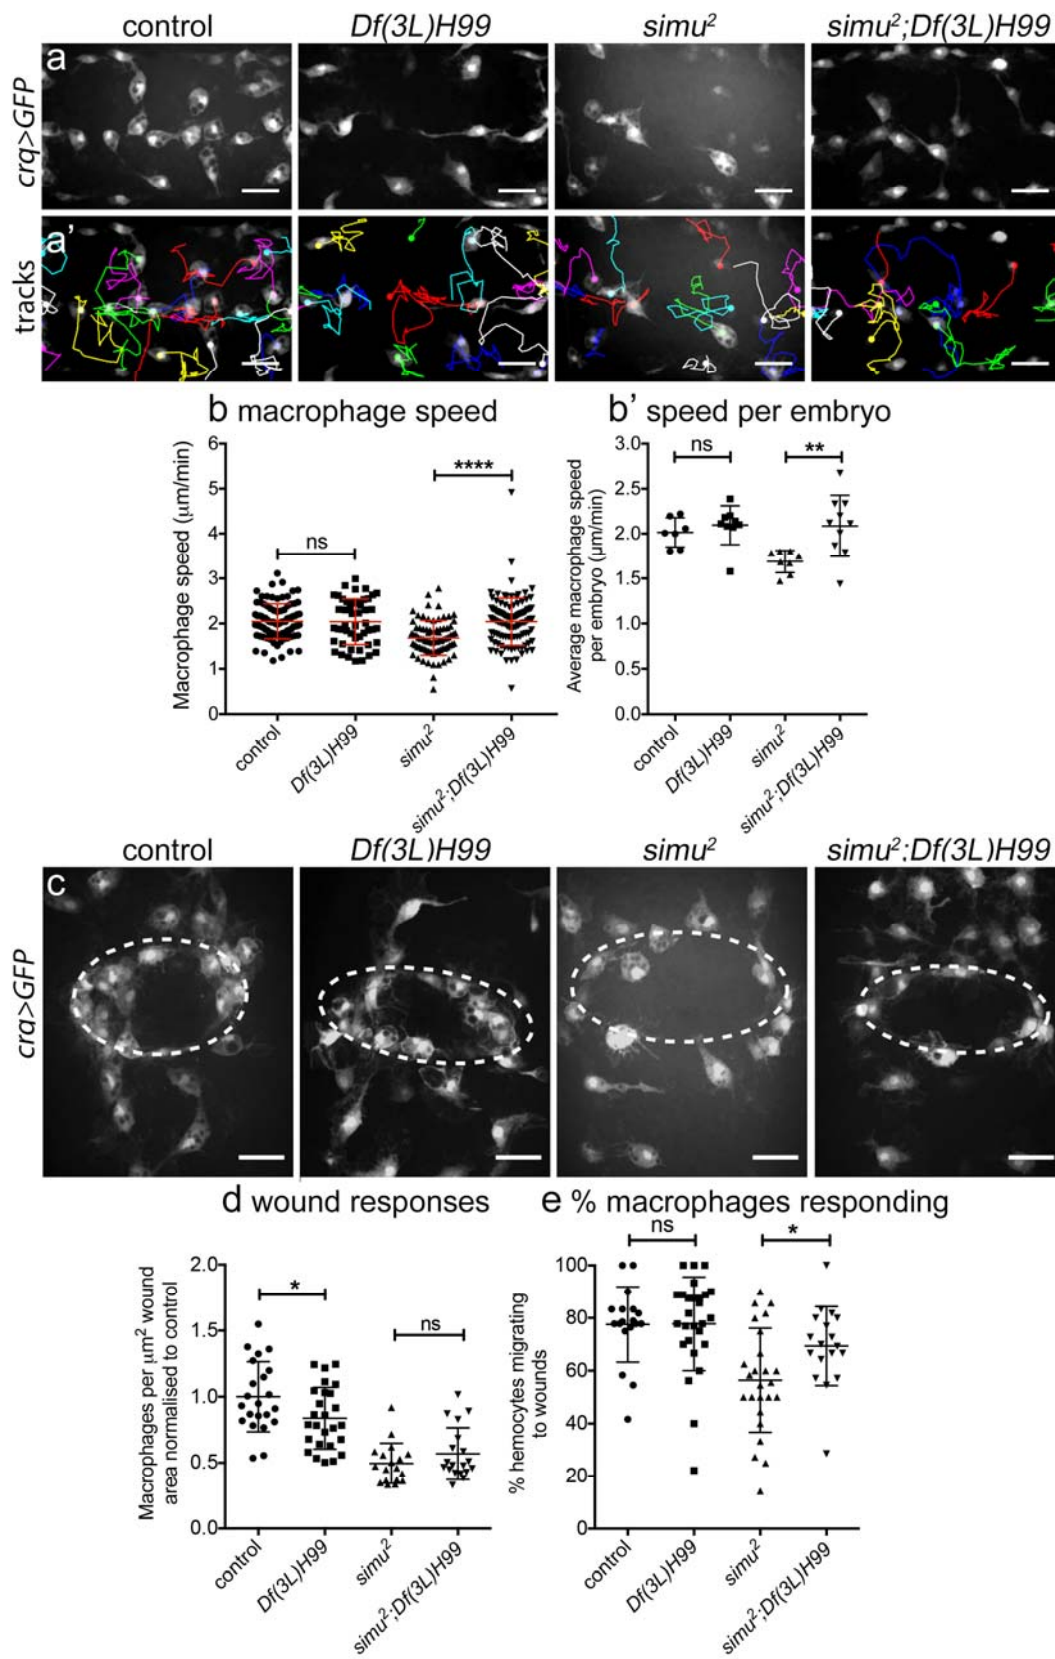 control Df(3L)H99 simu² simu²;Df(3L)H99
a
crq>GFP
a'
tracks
b macrophage speed
Macrophage speed (µm/min)
6
5
4
3
2
1
0
ns
****
control
Df(3L)H99
simu²
simu²;Df(3L)H99
b' speed per embryo
Average macrophage speed
per embryo (µm/min)
3.0
2.5
2.0
1.5
1.0
0.5
0.0
ns
**
control
Df(3L)H99
simu²
simu²;Df(3L)H99
control Df(3L)H99 simu² simu²;Df(3L)H99
c
crq>GFP
d wound responses
Macrophages per µm² wound
area normalised to control
2.0
1.5
1.0
0.5
0.0
*
ns
control
Df(3L)H99
simu²
simu²;Df(3L)H99
e % macrophages responding
% hemocytes migrating
to wounds
100
80
60
40
20
0
ns
*
control
Df(3L)H99
simu²
simu²;Df(3L)H99